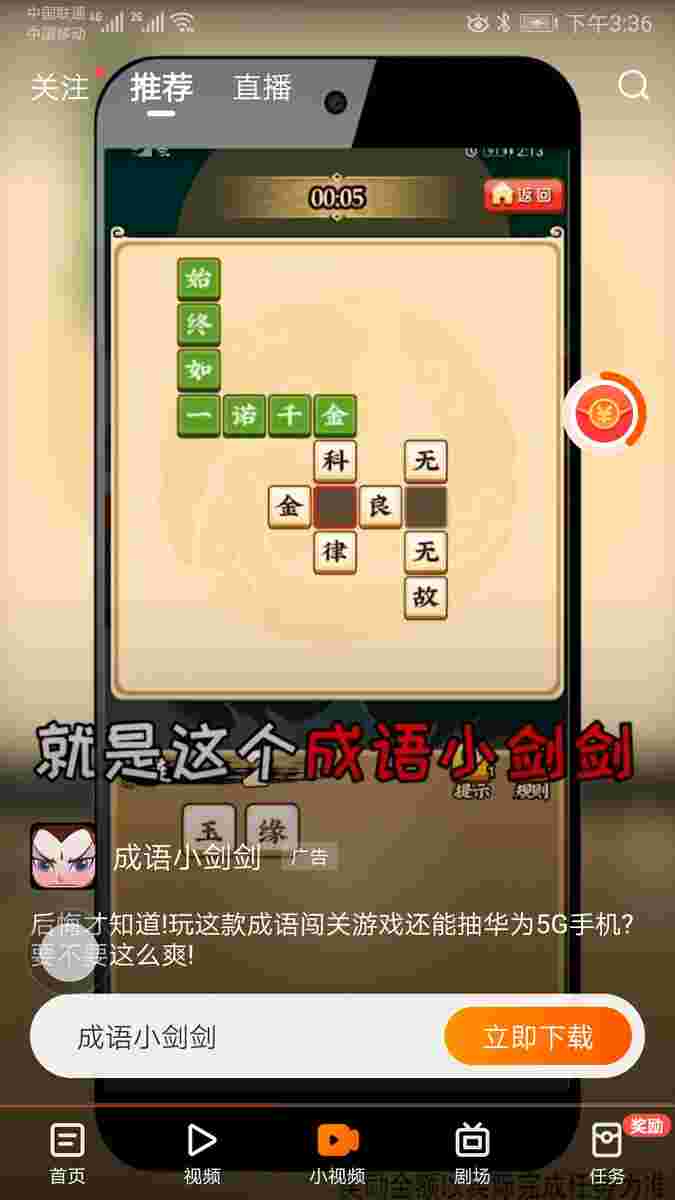 中国联通 4G 2G
中国移动
下午3:36
关注 推荐 直播
2:13
00:05
返回
始
终
如
一诺千金
科 无
金 良
律 无
故
就是这个成语小剑剑
提示 规则
玉 缘
成语小剑剑 广告
后悔才知道!玩这款成语闯关游戏还能抽华为5G手机?
要不要这么爽!
成语小剑剑 立即下载
奖励
首页 视频 小视频 剧场 任务